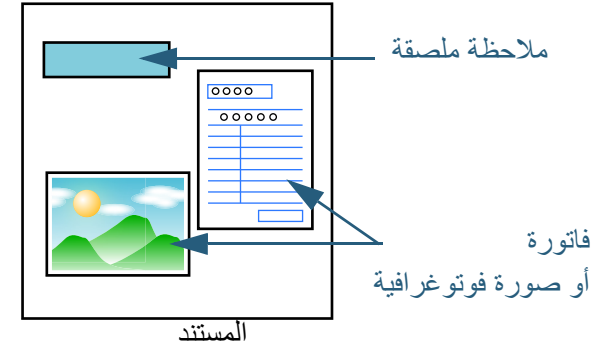 ملاحظة ملصقة
فاتورة
أو صورة فوتوغرافية
المستند